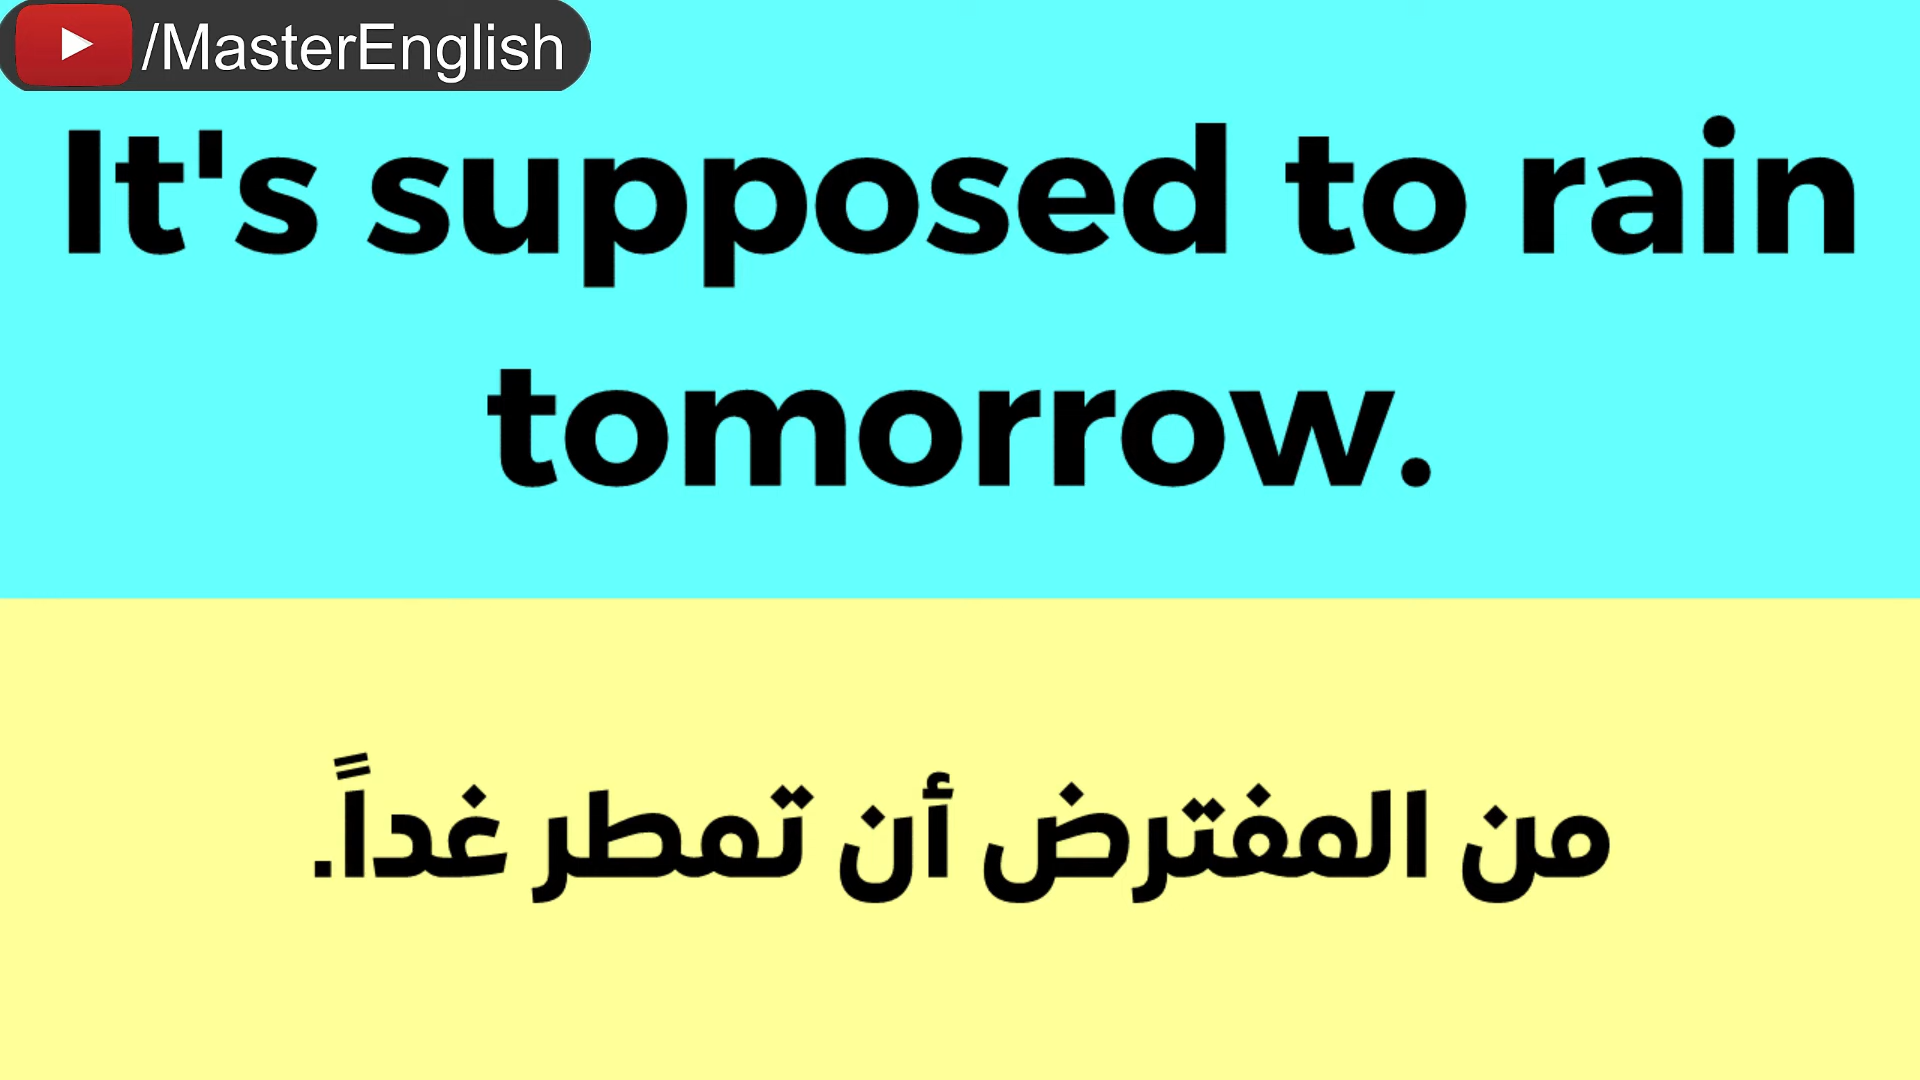 /MasterEnglish
It's supposed to rain
tomorrow.
من المفترض أن تمطر غداً.